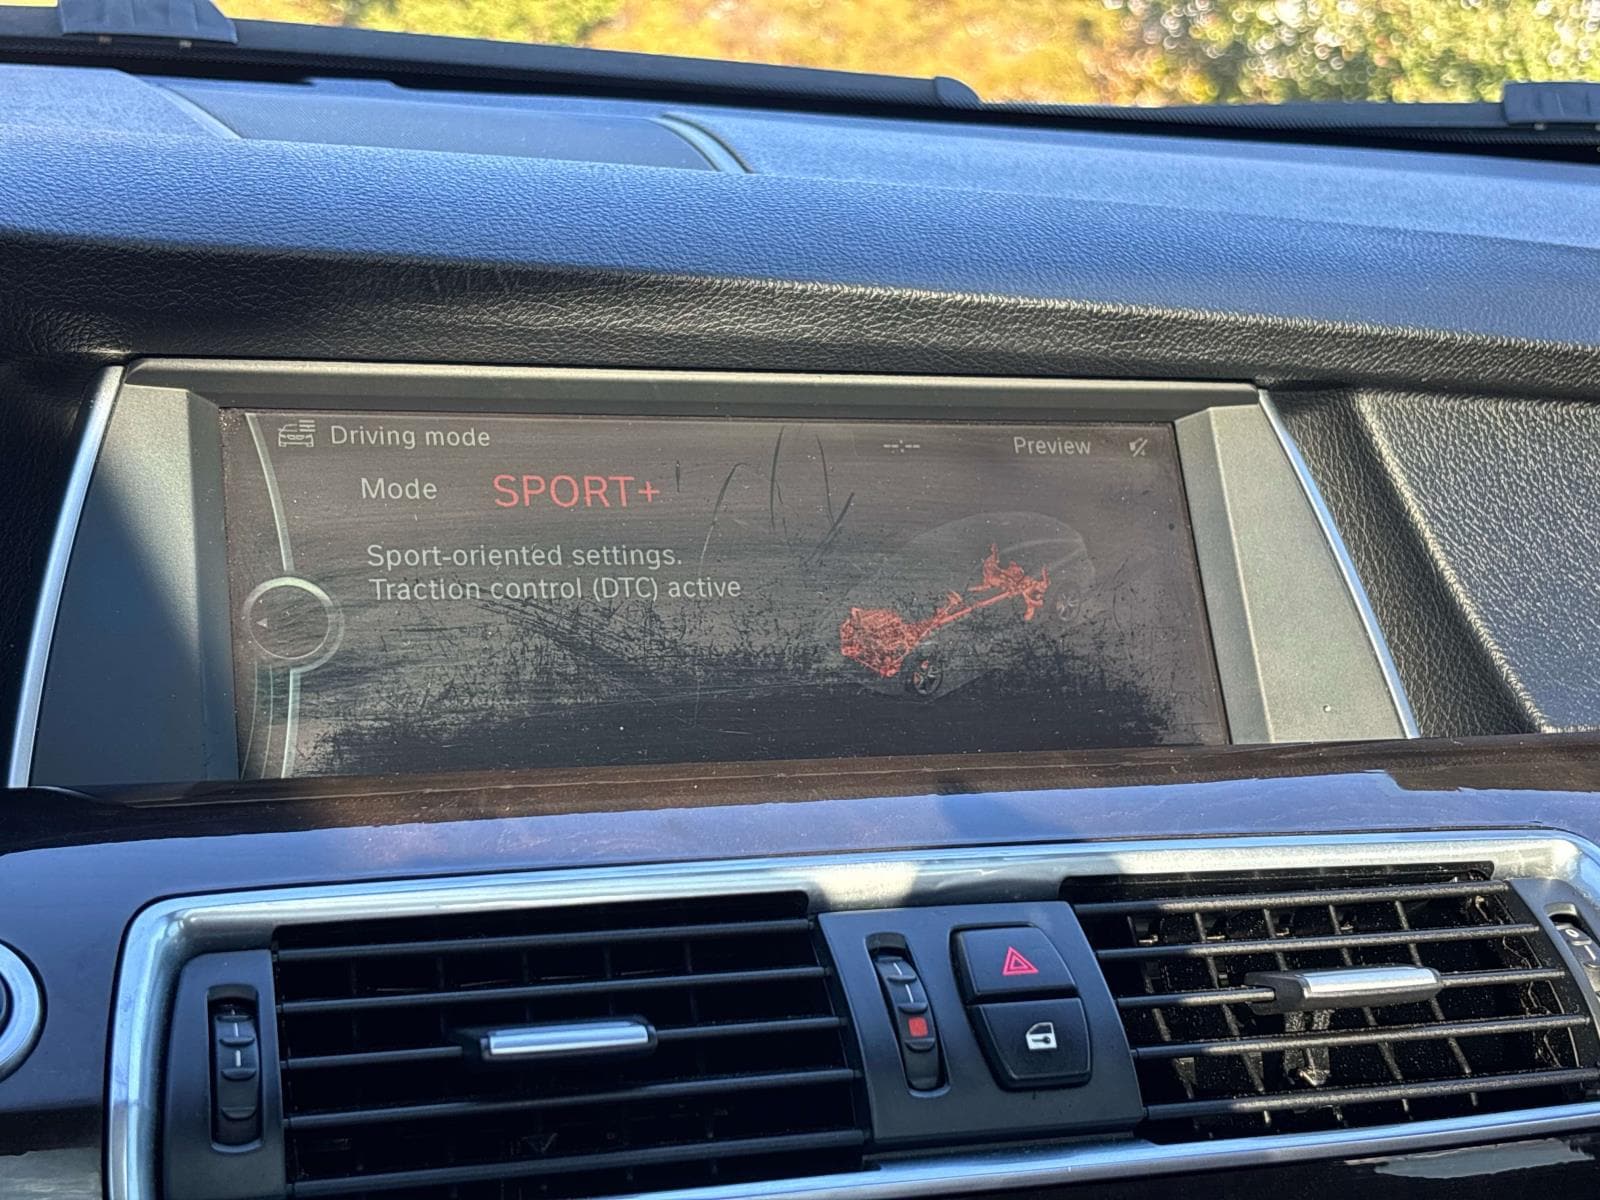 Driving mode
--:-- Preview
Mode SPORT+
Sport-oriented settings.
Traction control (DTC) active